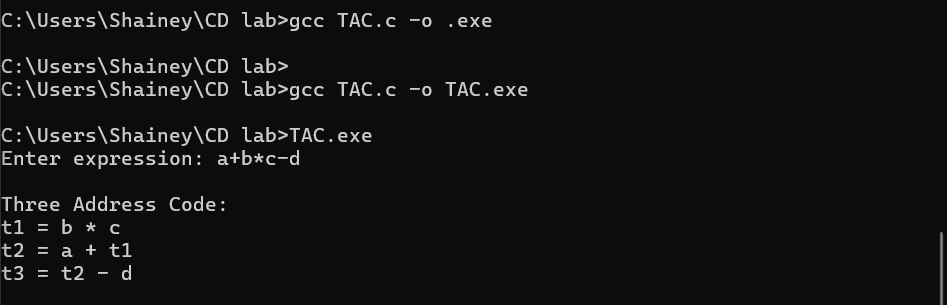 C:\Users\Shainey\CD lab>gcc TAC.c -o .exe
C:\Users\Shainey\CD lab>
C:\Users\Shainey\CD lab>gcc TAC.c -o TAC.exe
C:\Users\Shainey\CD lab>TAC.exe
Enter expression: a+b*c-d
Three Address Code:
t1 = b * c
t2 = a + t1
t3 = t2 - d